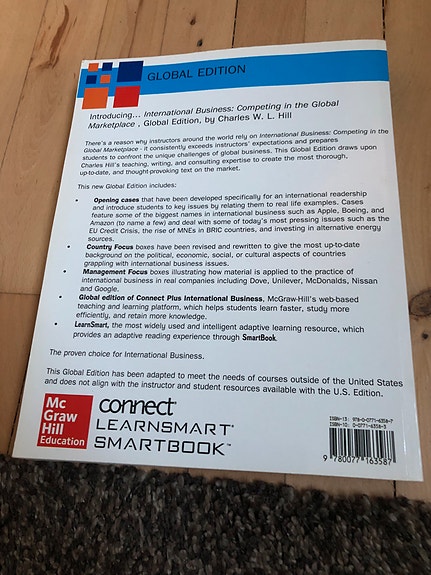 GLOBAL EDITION
Introducing... International Business: Competing in the Global
Marketplace , Global Edition, by Charles W. L. Hill
There's a reason why instructors around the world rely on International Business: Competing in the
Global Marketplace - it consistently exceeds instructors' expectations and prepares
students to confront the unique challenges of global business. This Global Edition draws upon
Charles Hill's teaching, writing, and consulting expertise to create the most thorough,
up-to-date, and thought-provoking text on the market.
This new Global Edition includes:
• Opening cases that have been developed specifically for an international readership
and introduce students to key issues by relating them to real life examples. Cases
feature some of the biggest names in international business such as Apple, Boeing, and
Amazon (to name a few) and deal with some of today's most pressing issues such as the
EU Credit Crisis, the rise of MNEs in BRIC countries, and investing in alternative energy
sources.
• Country Focus boxes have been revised and rewritten to give the most up-to-date
background on the political, economic, social, or cultural aspects of countries
grappling with international business issues.
• Management Focus boxes illustrating how material is applied to the practice of
international business in real companies including Dove, Unilever, McDonalds, Nissan
and Google.
• Global edition of Connect Plus International Business, McGraw-Hill's web-based
teaching and learning platform, which helps students learn faster, study more
efficiently, and retain more knowledge.
• LearnSmart, the most widely used and intelligent adaptive learning resource, which
provides an adaptive reading experience through SmartBook.
The proven choice for International Business.
This Global Edition has been adapted to meet the needs of courses outside of the United States
and does not align with the instructor and student resources available with the U.S. Edition.
Mc
Graw
Hill
Education
connect
LEARNSMART®
SMARTBOOK™
ISBN-13: 978-0-0771-6358-7
ISBN-10: 0-0771-6358-5
9 780077 163587